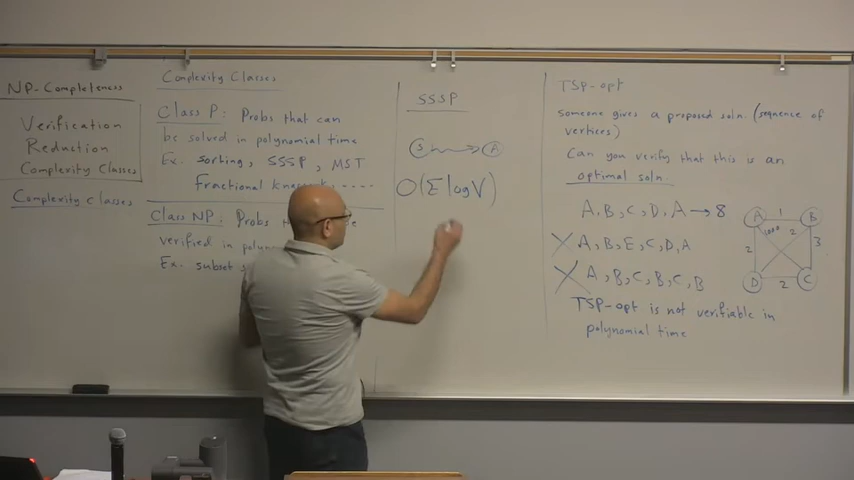 NP-Completeness
Verification
Reduction
Complexity Classes
Complexity Classes
Complexity Classes
Class P: Probs that can
be solved in polynomial time
Ex. sorting, SSSP, MST
Fractional
Class NP: Probs
verified in
Ex. subset
SSSP
S A
O(E log V)
TSP-opt
Someone gives a proposed soln. (sequence of
vertices)
Can you verify that this is an
optimal soln.
A, B, C, D, A → 8
A, B, E, C, D, A
A, B, C, B, C, B
TSP-opt is not verifiable in
polynomial time
A 1 B
1000 2
2 3
D 2 C